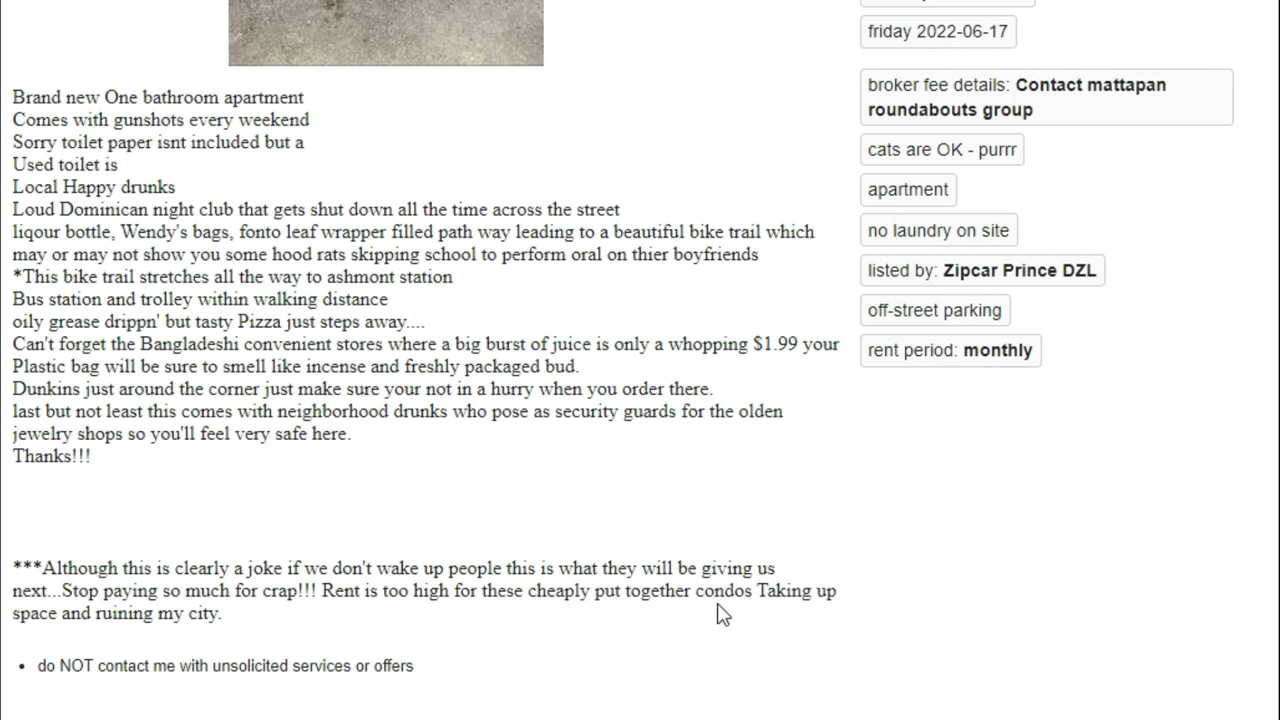 friday 2022-06-17
broker fee details: Contact mattapan
roundabouts group
cats are OK - purrr
apartment
no laundry on site
listed by: Zipcar Prince DZL
off-street parking
rent period: monthly
Brand new One bathroom apartment
Comes with gunshots every weekend
Sorry toilet paper isnt included but a
Used toilet is
Local Happy drunks
Loud Dominican night club that gets shut down all the time across the street
liqour bottle, Wendy's bags, fonto leaf wrapper filled path way leading to a beautiful bike trail which
may or may not show you some hood rats skipping school to perform oral on thier boyfriends
*This bike trail stretches all the way to ashmont station
Bus station and trolley within walking distance
oily grease drippn' but tasty Pizza just steps away....
Can't forget the Bangladeshi convenient stores where a big burst of juice is only a whopping $1.99 your
Plastic bag will be sure to smell like incense and freshly packaged bud.
Dunkins just around the corner just make sure your not in a hurry when you order there.
last but not least this comes with neighborhood drunks who pose as security guards for the olden
jewelry shops so you'll feel very safe here.
Thanks!!!
***Although this is clearly a joke if we don't wake up people this is what they will be giving us
next...Stop paying so much for crap!!! Rent is too high for these cheaply put together condos Taking up
space and ruining my city.
• do NOT contact me with unsolicited services or offers